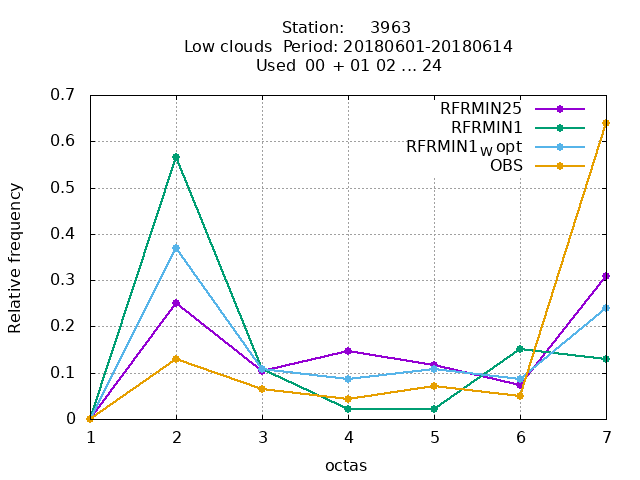 Station: 3963
Low clouds Period: 20180601-20180614
Used 00 + 01 02 ... 24
RFRMIN25
RFRMIN1
RFRMIN1W opt
OBS
Relative frequency
0.7
0.6
0.5
0.4
0.3
0.2
0.1
0
1 2 3 4 5 6 7
octas